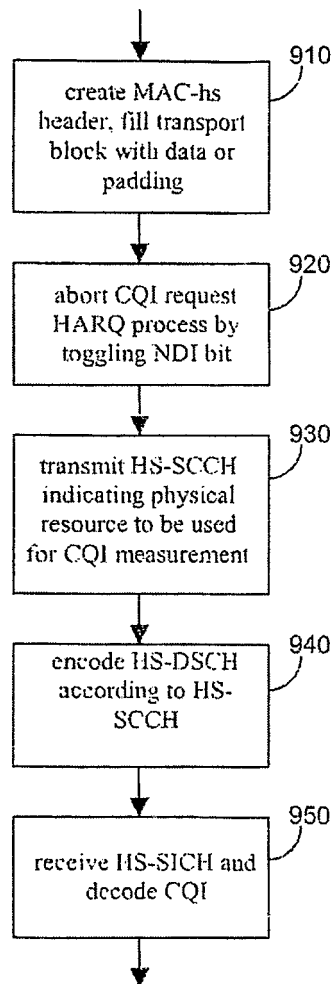 910
create MAC-hs
header, fill transport
block with data or
padding
920
abort CQI request
HARQ process by
toggling NDI bit
930
transmit HS-SCCH
indicating physical
resource to be used
for CQI measurement
940
encode HS-DSCH
according to HS-
SCCH
950
receive HS-SICH and
decode CQI